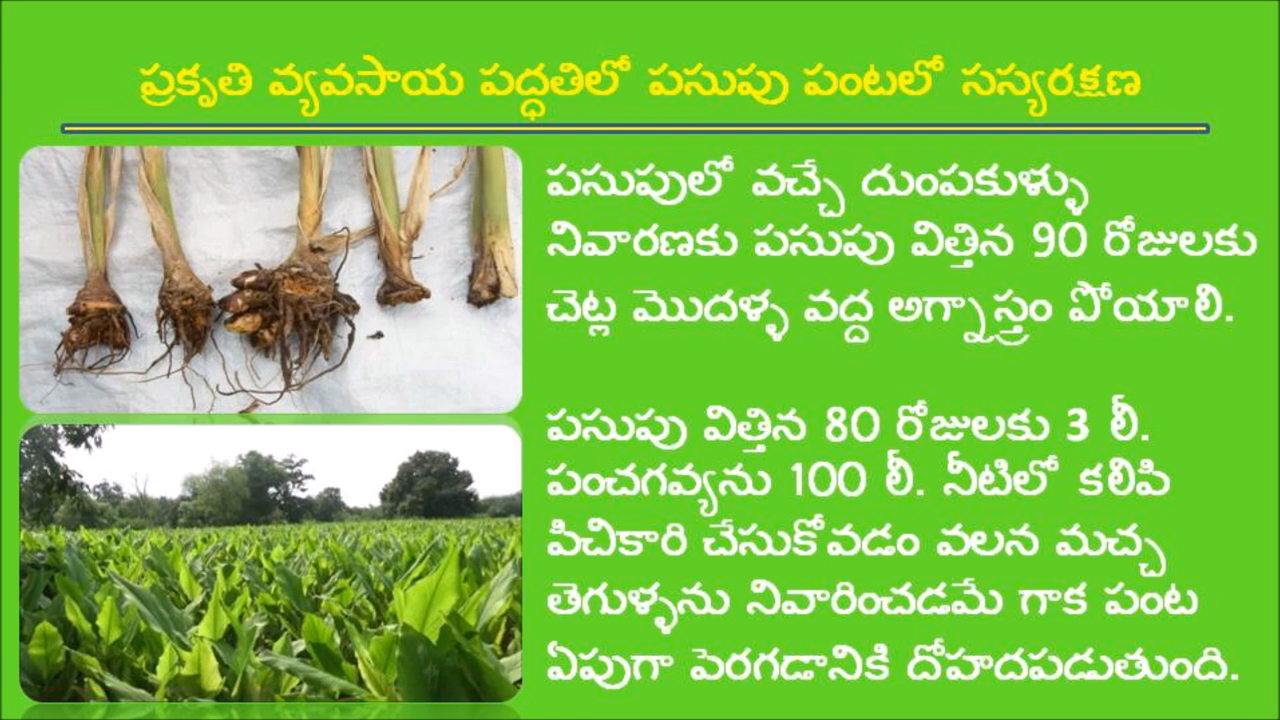 ప్రకృతి వ్యవసాయ పద్ధతిలో పసుపు పంటలో సస్యరక్షణ
పసుపులో వచ్చే దుంపకుళ్ళు
నివారణకు పసుపు విత్తిన 90 రోజులకు
చెట్ల మొదళ్ళ వద్ద అగ్నాస్త్రం పోయాలి.
పసుపు విత్తిన 80 రోజులకు 3 లీ.
పంచగవ్యను 100 లీ. నీటిలో కలిపి
పిచికారి చేసుకోవడం వలన మచ్చ
తెగుళ్ళను నివారించడమే గాక పంట
ఏపుగా పెరగడానికి దోహదపడుతుంది.